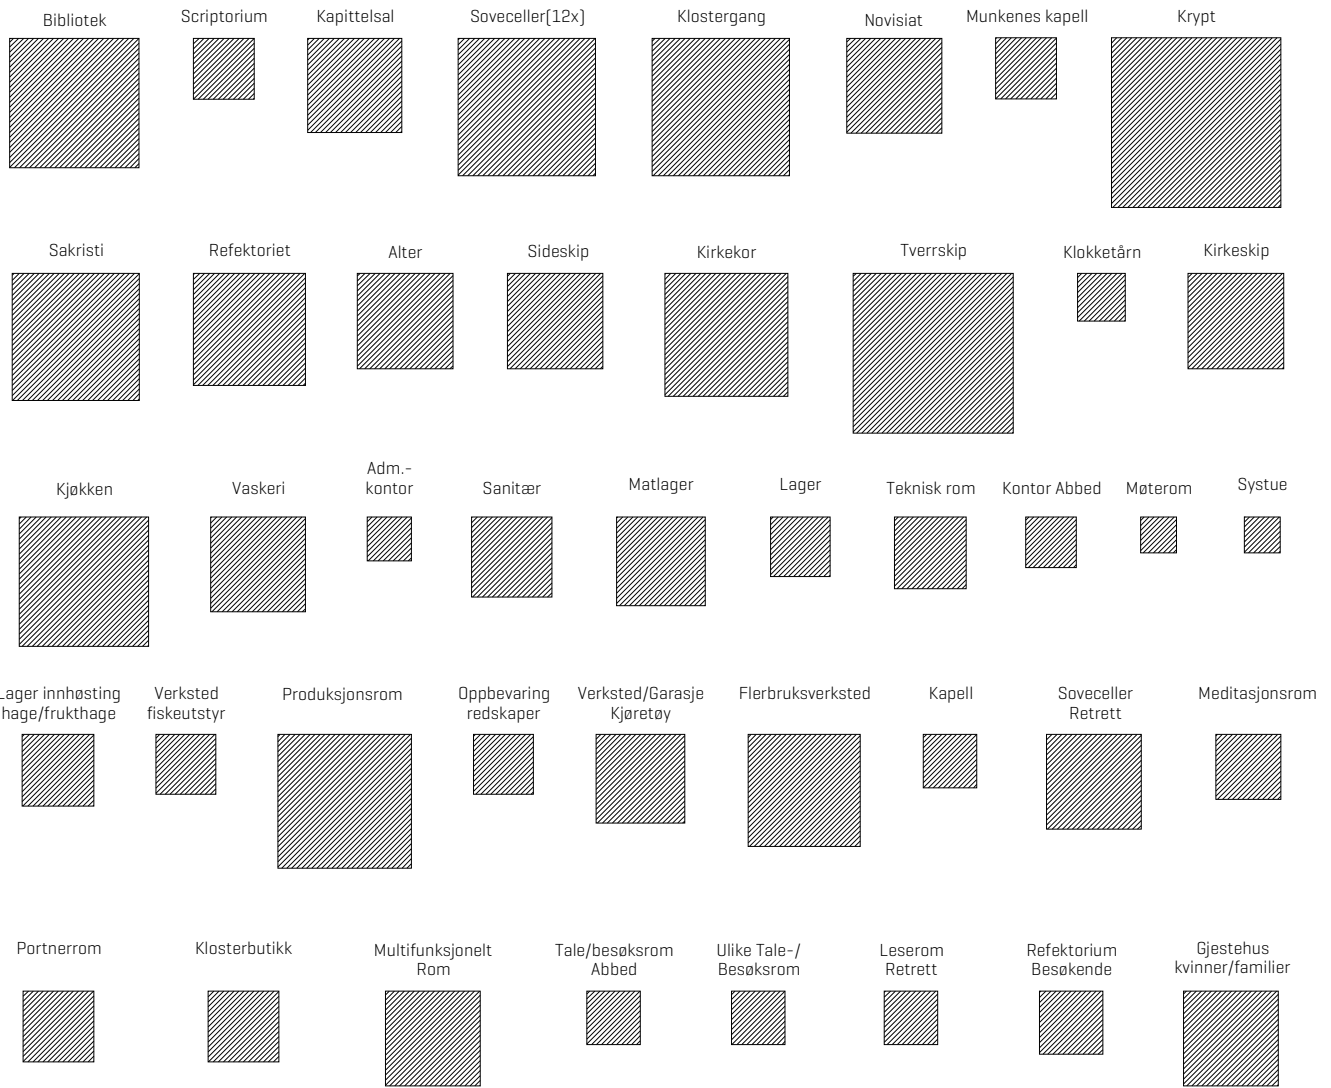 Bibliotek
Scriptorium
Kapittelsal
Soveceller(12x)
Klostergang
Novisiat
Munkenes kapell
Krypt
Sakristi
Refektoriet
Alter
Sideskip
Kirkekor
Tverrskip
Klokketårn
Kirkeskip
Kjøkken
Vaskeri
Adm.-
kontor
Sanitær
Matlager
Lager
Teknisk rom
Kontor Abbed
Møterom
Systue
Lager innhøsting
hage/frukthage
Verksted
fiskeutstyr
Produksjonsrom
Oppbevaring
redskaper
Verksted/Garasje
Kjøretøy
Flerbruksverksted
Kapell
Soveceller
Retrett
Meditasjonsrom
Portnerrom
Klosterbutikk
Multifunksjonelt
Rom
Tale/besøksrom
Abbed
Ulike Tale-/
Besøksrom
Leserom
Retrett
Refektorium
Besøkende
Gjestehus
kvinner/familier